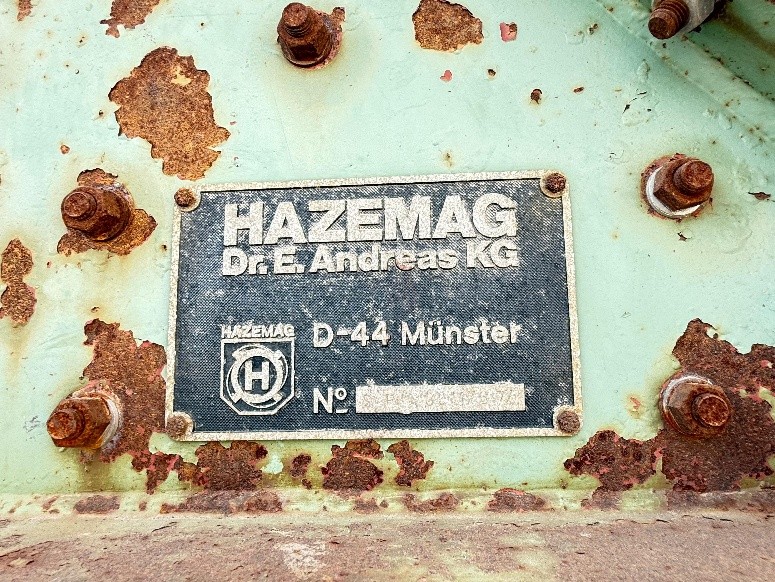 HAZEMAG
Dr. E. Andreas KG
HAZEMAG
D-44 Münster
H
Nº